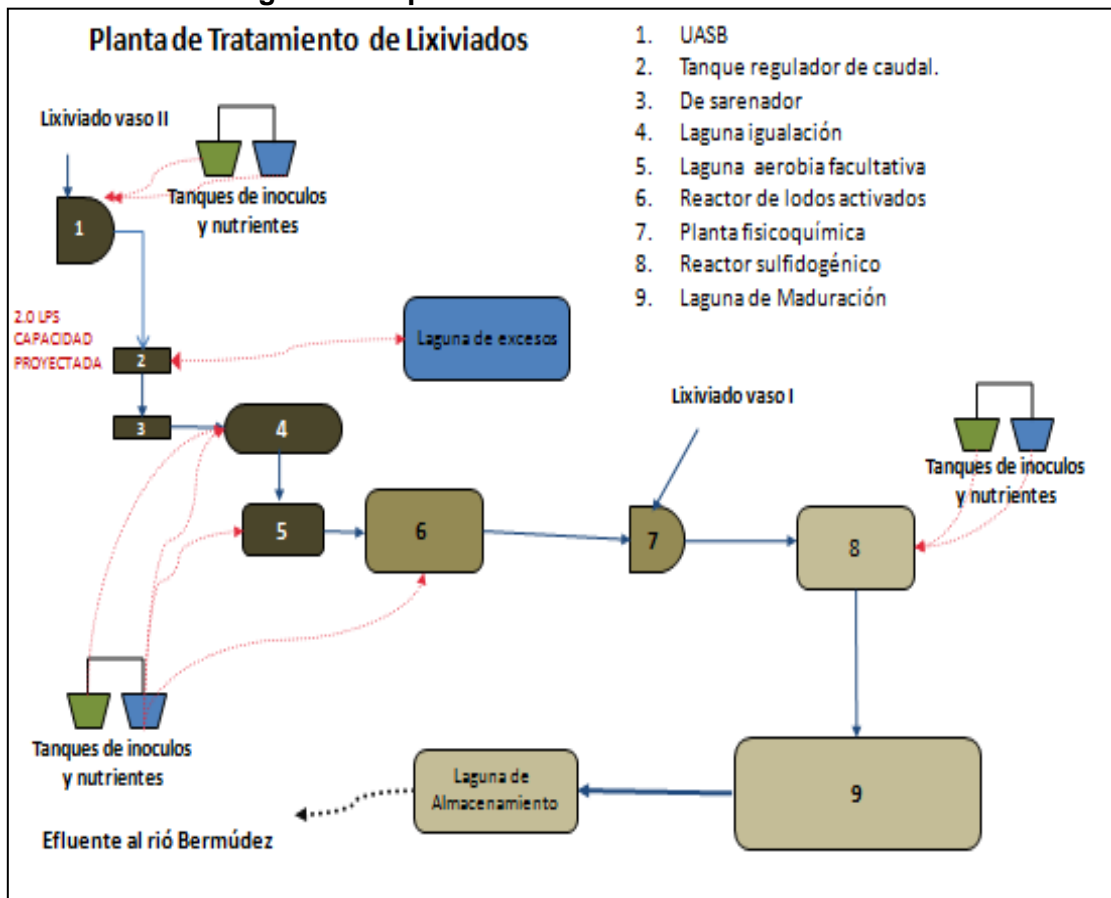 Planta de Tratamiento de Lixiviados
1. UASB
2. Tanque regulador de caudal.
3. De sarenador
4. Laguna igualación
5. Laguna aerobia facultativa
6. Reactor de lodos activados
7. Planta fisicoquímica
8. Reactor sulfidogénico
9. Laguna de Maduración
Lixiviado vaso II
Tanques de inoculos
y nutrientes
1
2.0 LPS
CAPACIDAD
PROYECTADA
2
Laguna de excesos
3
4
Lixiviado vaso I
Tanques de inoculos
y nutrientes
5
6
7
8
Tanques de inoculos
y nutrientes
Laguna de
Almacenamiento
9
Efluente al rió Bermúdez